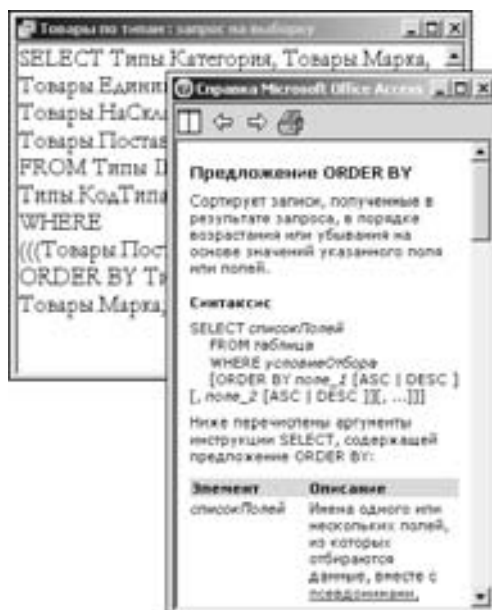 Товары по типам : запрос на выборку
SELECT Типы.Категория, Товары.Марка,
Товары.Едини
Товары.НаСкла
Товары.Постав
FROM Типы I
Типы.КодТипа
WHERE
(((Товары.Пос
ORDER BY Ти
Товары.Марка,
Справка Microsoft Office Access
Предложение ORDER BY
Сортирует записи, полученные в
результате запроса, в порядке
возрастания или убывания на
основе значений указанного поля
или полей.
Синтаксис
SELECT списокПолей
FROM таблица
WHERE условиеОтбора
[ORDER BY поле_1 [ASC | DESC ]
[, поле_2 [ASC | DESC ]][, ...]]]
Ниже перечислены аргументы
инструкции SELECT, содержащей
предложение ORDER BY:
Элемент Описание
списокПолей Имена одного или
нескольких полей,
из которых
отбираются
данные, вместе с
псевдонимами,